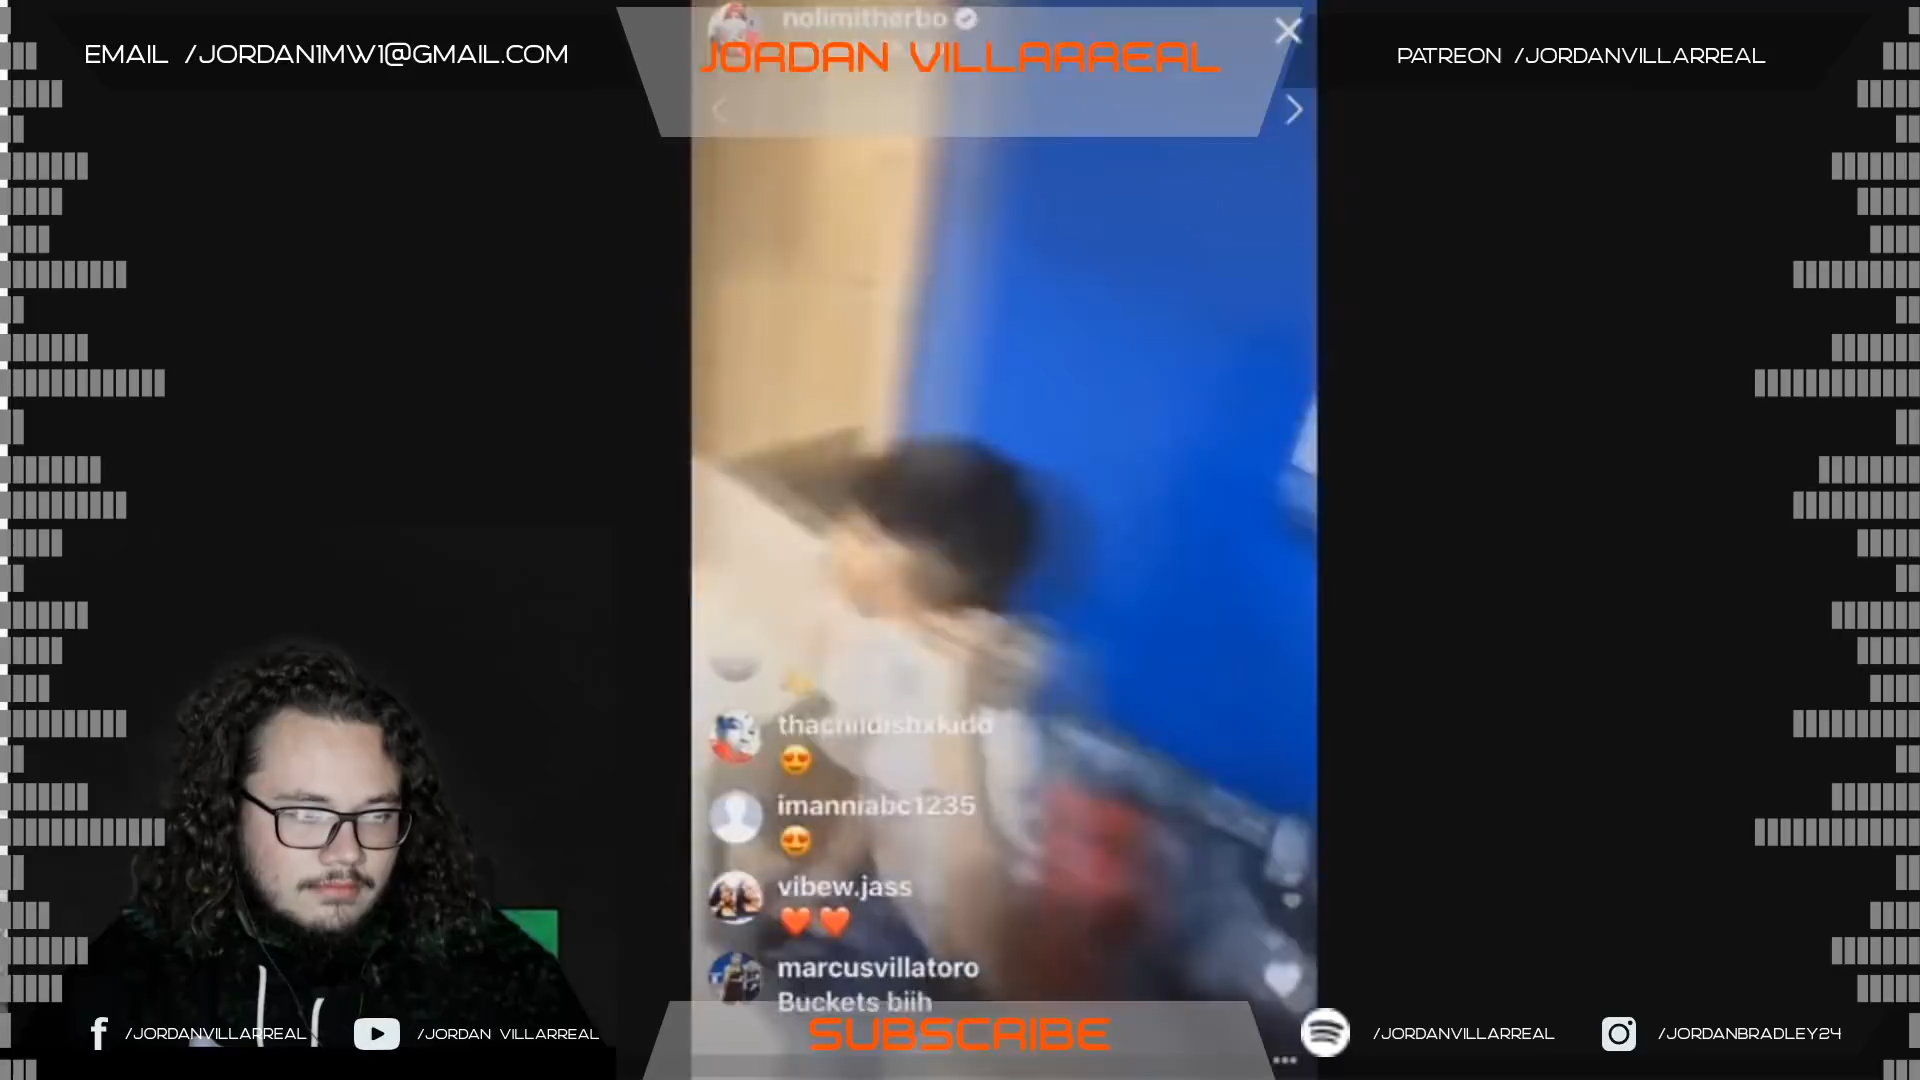 nolimitherbo
EMAIL /JORDAN1MW1@GMAIL.COM
JORDAN VILLARREAL
PATREON /JORDANVILLARREAL
thachildishxkidd
😍
imanniabc1235
😍
vibew.jass
❤️❤️
marcusvillatoro
Buckets biih
SUBSCRIBE
/JORDANVILLARREAL
/JORDAN VILLARREAL
/JORDANVILLARREAL
/JORDANBRADLEY24